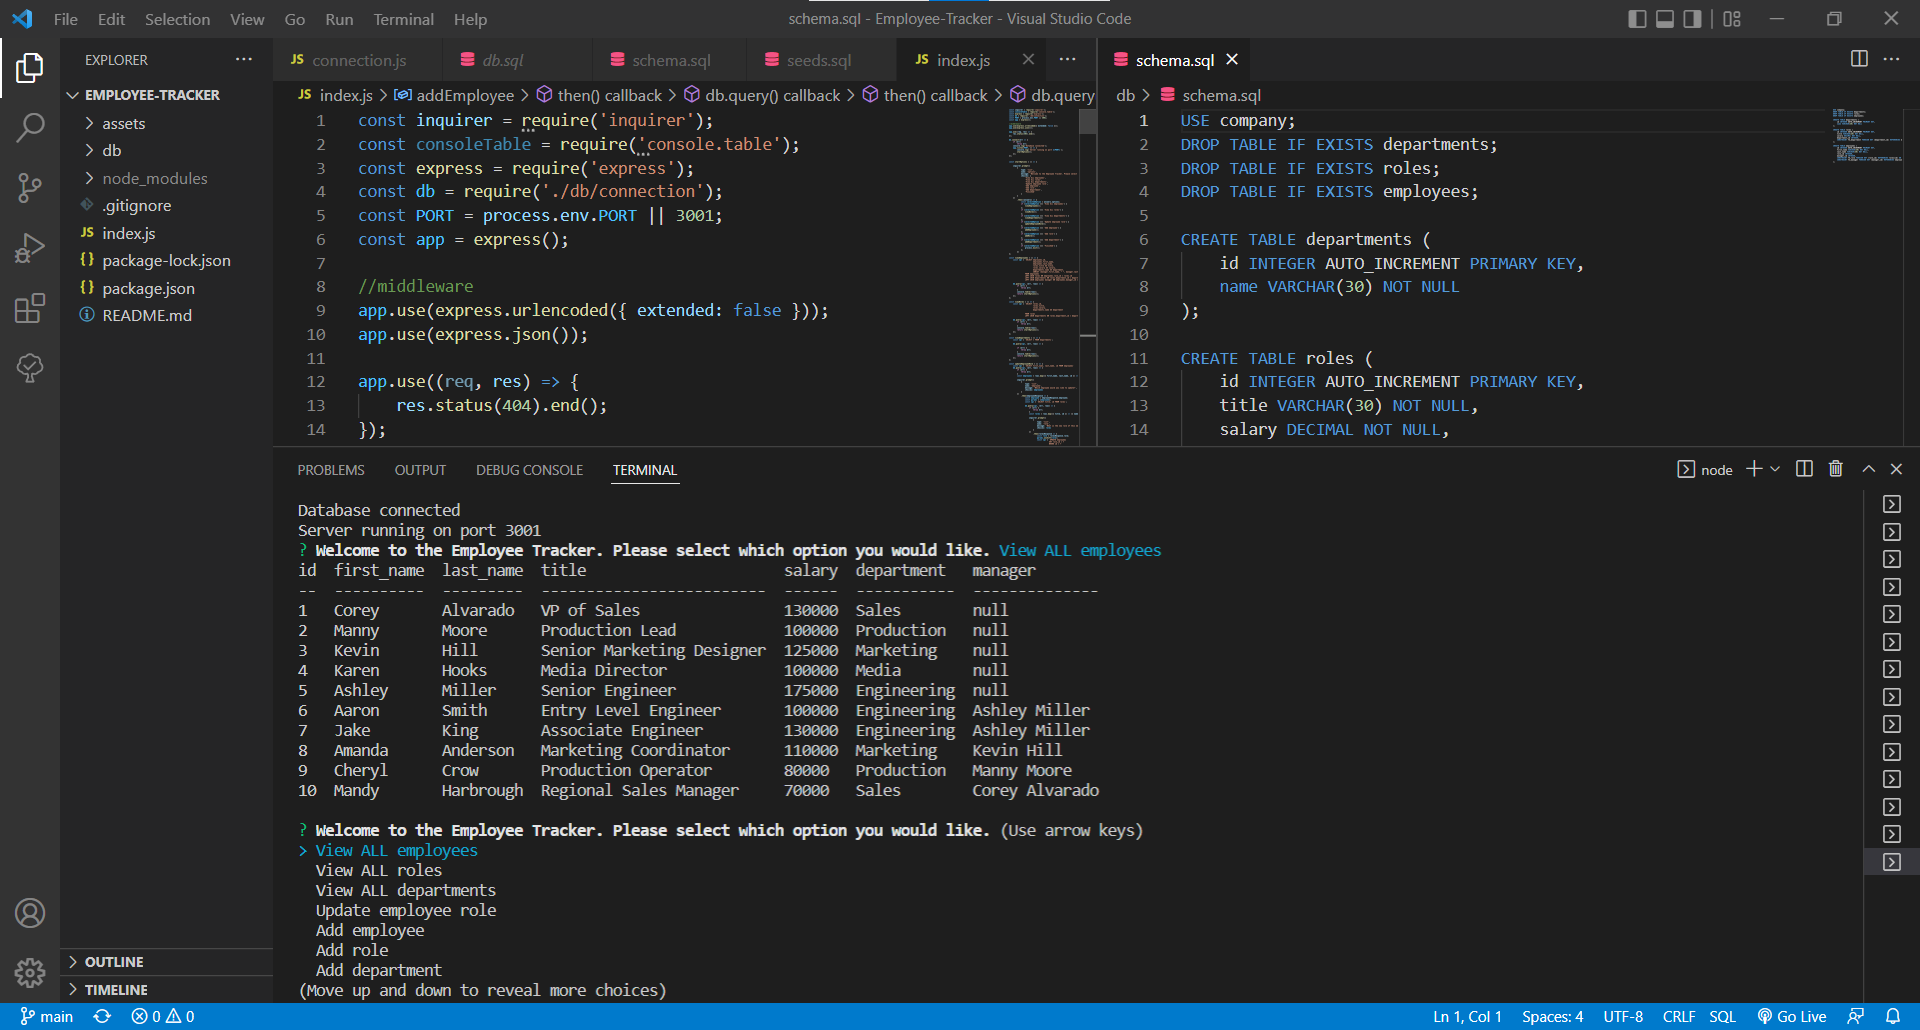 File Edit Selection View Go Run Terminal Help
schema.sql - Employee-Tracker - Visual Studio Code
EXPLORER
EMPLOYEE-TRACKER
assets
db
node_modules
.gitignore
JS index.js
{} package-lock.json
{} package.json
README.md
OUTLINE
TIMELINE
JS connection.js
db.sql
schema.sql
seeds.sql
JS index.js
JS index.js > addEmployee > then() callback > db.query() callback > then() callback > db.query
1 const inquirer = require('inquirer');
2 const consoleTable = require('console.table');
3 const express = require('express');
4 const db = require('./db/connection');
5 const PORT = process.env.PORT || 3001;
6 const app = express();
7
8 //middleware
9 app.use(express.urlencoded({ extended: false }));
10 app.use(express.json());
11
12 app.use((req, res) => {
13 res.status(404).end();
14 });
schema.sql
db > schema.sql
1 USE company;
2 DROP TABLE IF EXISTS departments;
3 DROP TABLE IF EXISTS roles;
4 DROP TABLE IF EXISTS employees;
5
6 CREATE TABLE departments (
7 id INTEGER AUTO_INCREMENT PRIMARY KEY,
8 name VARCHAR(30) NOT NULL
9 );
10
11 CREATE TABLE roles (
12 id INTEGER AUTO_INCREMENT PRIMARY KEY,
13 title VARCHAR(30) NOT NULL,
14 salary DECIMAL NOT NULL,
PROBLEMS OUTPUT DEBUG CONSOLE TERMINAL
node
Database connected
Server running on port 3001
? Welcome to the Employee Tracker. Please select which option you would like. View ALL employees
id first_name last_name title salary department manager
-- ---------- --------- ------------------------- ------ ----------- --------------
1 Corey Alvarado VP of Sales 130000 Sales null
2 Manny Moore Production Lead 100000 Production null
3 Kevin Hill Senior Marketing Designer 125000 Marketing null
4 Karen Hooks Media Director 100000 Media null
5 Ashley Miller Senior Engineer 175000 Engineering null
6 Aaron Smith Entry Level Engineer 100000 Engineering Ashley Miller
7 Jake King Associate Engineer 130000 Engineering Ashley Miller
8 Amanda Anderson Marketing Coordinator 110000 Marketing Kevin Hill
9 Cheryl Crow Production Operator 80000 Production Manny Moore
10 Mandy Harbrough Regional Sales Manager 70000 Sales Corey Alvarado
? Welcome to the Employee Tracker. Please select which option you would like. (Use arrow keys)
> View ALL employees
View ALL roles
View ALL departments
Update employee role
Add employee
Add role
Add department
(Move up and down to reveal more choices)
main 0 0
Ln 1, Col 1 Spaces: 4 UTF-8 CRLF SQL Go Live